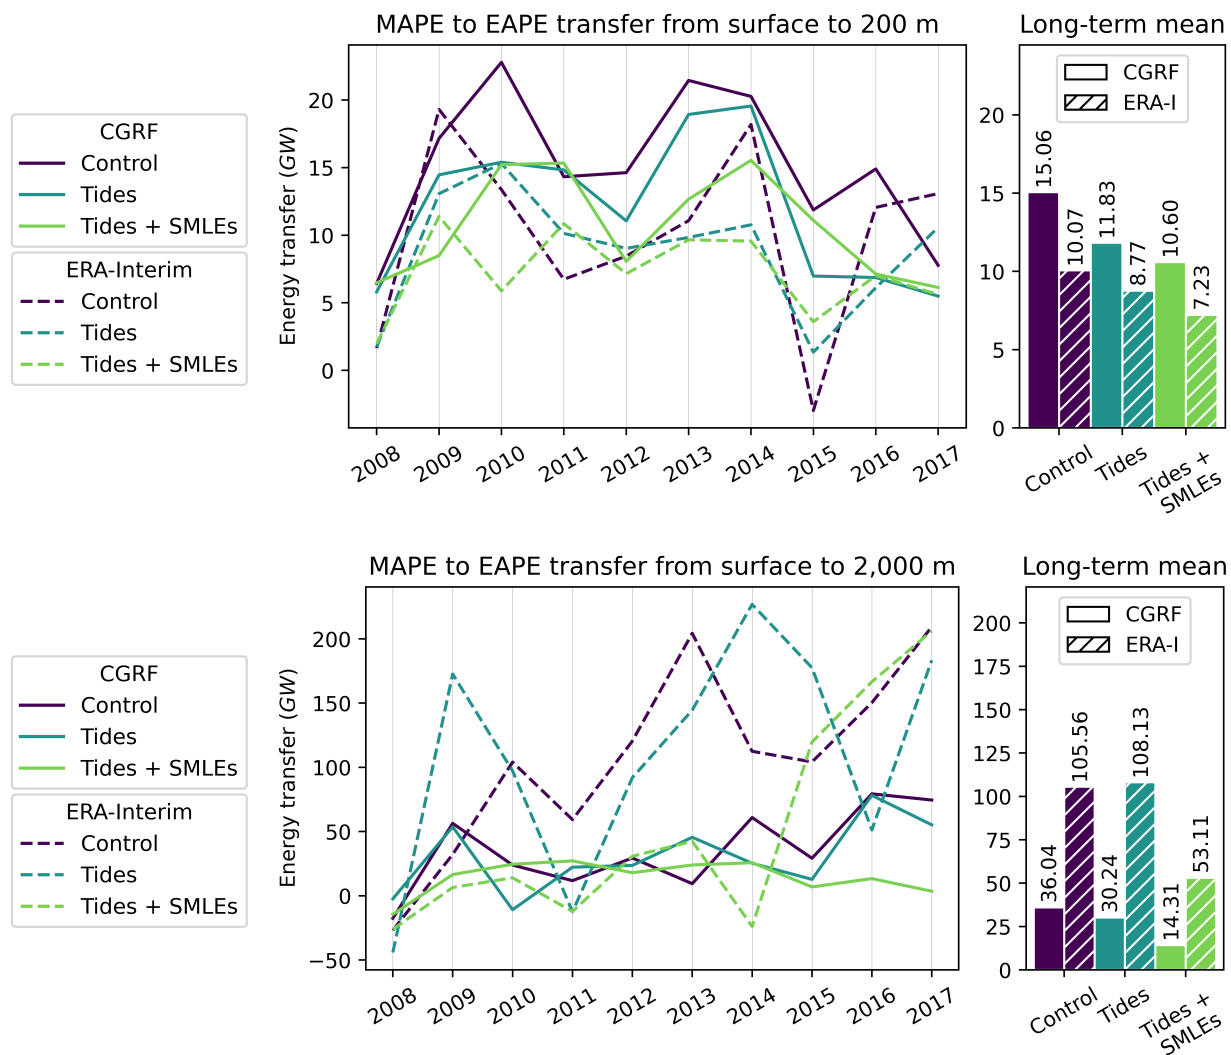 MAPE to EAPE transfer from surface to 200 m
Long-term mean
CGRF
Control
Tides
Tides + SMLEs
ERA-Interim
Control
Tides
Tides + SMLEs
Energy transfer (GW)
20
15
10
5
0
2008
2009
2010
2011
2012
2013
2014
2015
2016
2017
CGRF
ERA-I
20
15
10
5
0
15.06
10.07
11.83
8.77
10.60
7.23
Control
Tides
Tides +
SMLEs
MAPE to EAPE transfer from surface to 2,000 m
Long-term mean
CGRF
Control
Tides
Tides + SMLEs
ERA-Interim
Control
Tides
Tides + SMLEs
Energy transfer (GW)
200
150
100
50
0
−50
2008
2009
2010
2011
2012
2013
2014
2015
2016
2017
CGRF
ERA-I
200
175
150
125
100
75
50
25
0
36.04
105.56
30.24
108.13
14.31
53.11
Control
Tides
Tides +
SMLEs